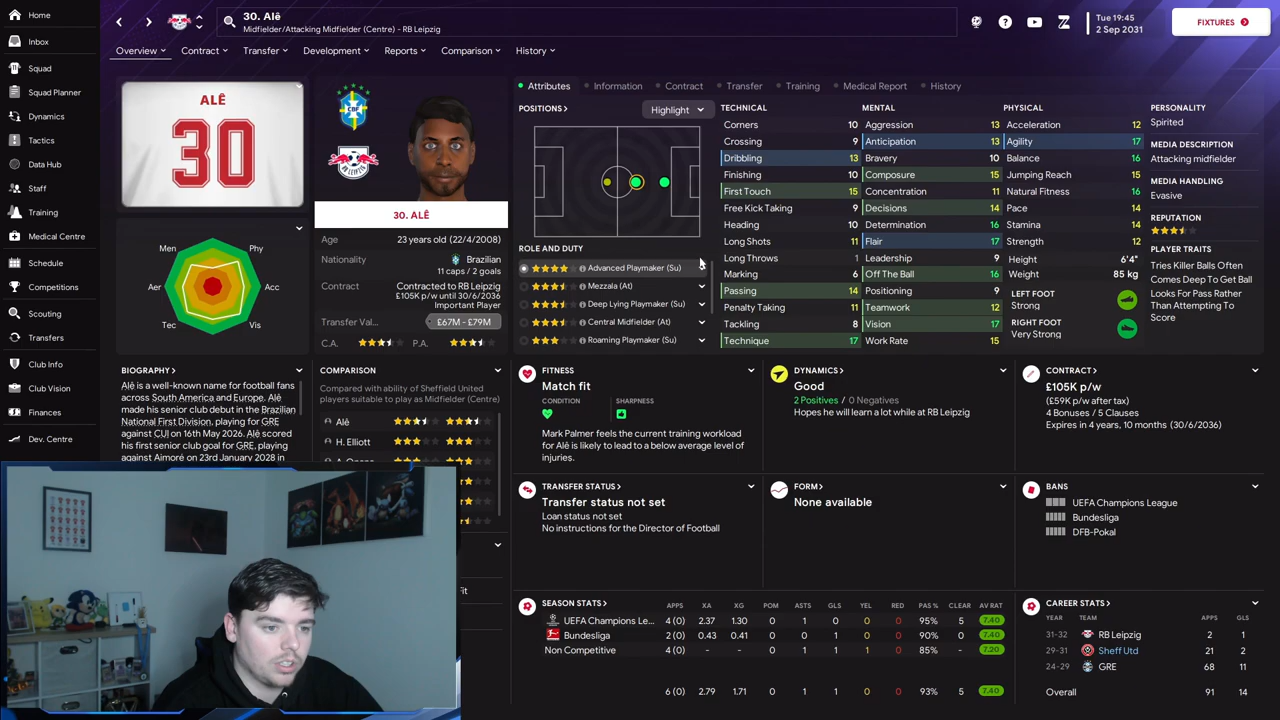 Home
Inbox
Squad
Squad Planner
Dynamics
Tactics
Data Hub
Staff
Training
Medical Centre
Schedule
Competitions
Scouting
Transfers
Club Info
Club Vision
Finances
Dev. Centre
30. Alê
Midfielder/Attacking Midfielder (Centre) - RB Leipzig
Tue 19:45
2 Sep 2031
FIXTURES
Overview
Contract
Transfer
Development
Reports
Comparison
History
ALÊ
30
30. ALÊ
Age 23 years old (22/4/2008)
Nationality Brazilian
11 caps / 2 goals
Contract Contracted to RB Leipzig
£105K p/w until 30/6/2036
Important Player
Transfer Val... £67M - £79M
C.A. P.A.
Men Phy
Aer Acc
Tec Vis
Attributes
Information
Contract
Transfer
Training
Medical Report
History
POSITIONS
Highlight
ROLE AND DUTY
Advanced Playmaker (Su)
Mezzala (At)
Deep Lying Playmaker (Su)
Central Midfielder (At)
Roaming Playmaker (Su)
TECHNICAL
Corners 10
Crossing 9
Dribbling 13
Finishing 10
First Touch 15
Free Kick Taking 9
Heading 10
Long Shots 11
Long Throws 1
Marking 6
Passing 14
Penalty Taking 11
Tackling 8
Technique 17
MENTAL
Aggression 13
Anticipation 13
Bravery 10
Composure 15
Concentration 11
Decisions 14
Determination 16
Flair 17
Leadership 9
Off The Ball 16
Positioning 9
Teamwork 12
Vision 17
Work Rate 15
PHYSICAL
Acceleration 12
Agility 17
Balance 16
Jumping Reach 15
Natural Fitness 16
Pace 14
Stamina 14
Strength 12
Height 6'4"
Weight 85 kg
LEFT FOOT
Strong
RIGHT FOOT
Very Strong
PERSONALITY
Spirited
MEDIA DESCRIPTION
Attacking midfielder
MEDIA HANDLING
Evasive
REPUTATION
PLAYER TRAITS
Tries Killer Balls Often
Comes Deep To Get Ball
Looks For Pass Rather
Than Attempting To
Score
BIOGRAPHY
Alê is a well-known name for football fans
across South America and Europe. Alê
made his senior club debut in the Brazilian
National First Division, playing for GRE
against CUI on 16th May 2026. Alê scored
his first senior club goal for GRE, playing
against Aimoré on 23rd January 2028 in
COMPARISON
Compared with ability of Sheffield United
players suitable to play as Midfielder (Centre)
Alê
H. Elliott
FITNESS
Match fit
CONDITION
SHARPNESS
Mark Palmer feels the current training workload
for Alê is likely to lead to a below average level of
injuries.
DYNAMICS
Good
2 Positives / 0 Negatives
Hopes he will learn a lot while at RB Leipzig
CONTRACT
£105K p/w
(£59K p/w after tax)
4 Bonuses / 5 Clauses
Expires in 4 years, 10 months (30/6/2036)
TRANSFER STATUS
Transfer status not set
Loan status not set
No instructions for the Director of Football
FORM
None available
BANS
UEFA Champions League
Bundesliga
DFB-Pokal
SEASON STATS APPS XA XG POM ASTS GLS YEL RED PAS % CLEAR AV RAT
UEFA Champions Le... 4 (0) 2.37 1.30 0 1 0 0 0 95% 5 7.40
Bundesliga 2 (0) 0.43 0.41 0 0 1 0 0 90% 0 7.40
Non Competitive 4 (0) - - 0 1 1 1 0 85% - 7.20
6 (0) 2.79 1.71 0 1 1 0 0 93% 5 7.40
CAREER STATS
YEAR TEAM APPS GLS
31-32 RB Leipzig 2 1
29-31 Sheff Utd 21 2
24-29 GRE 68 11
Overall 91 14